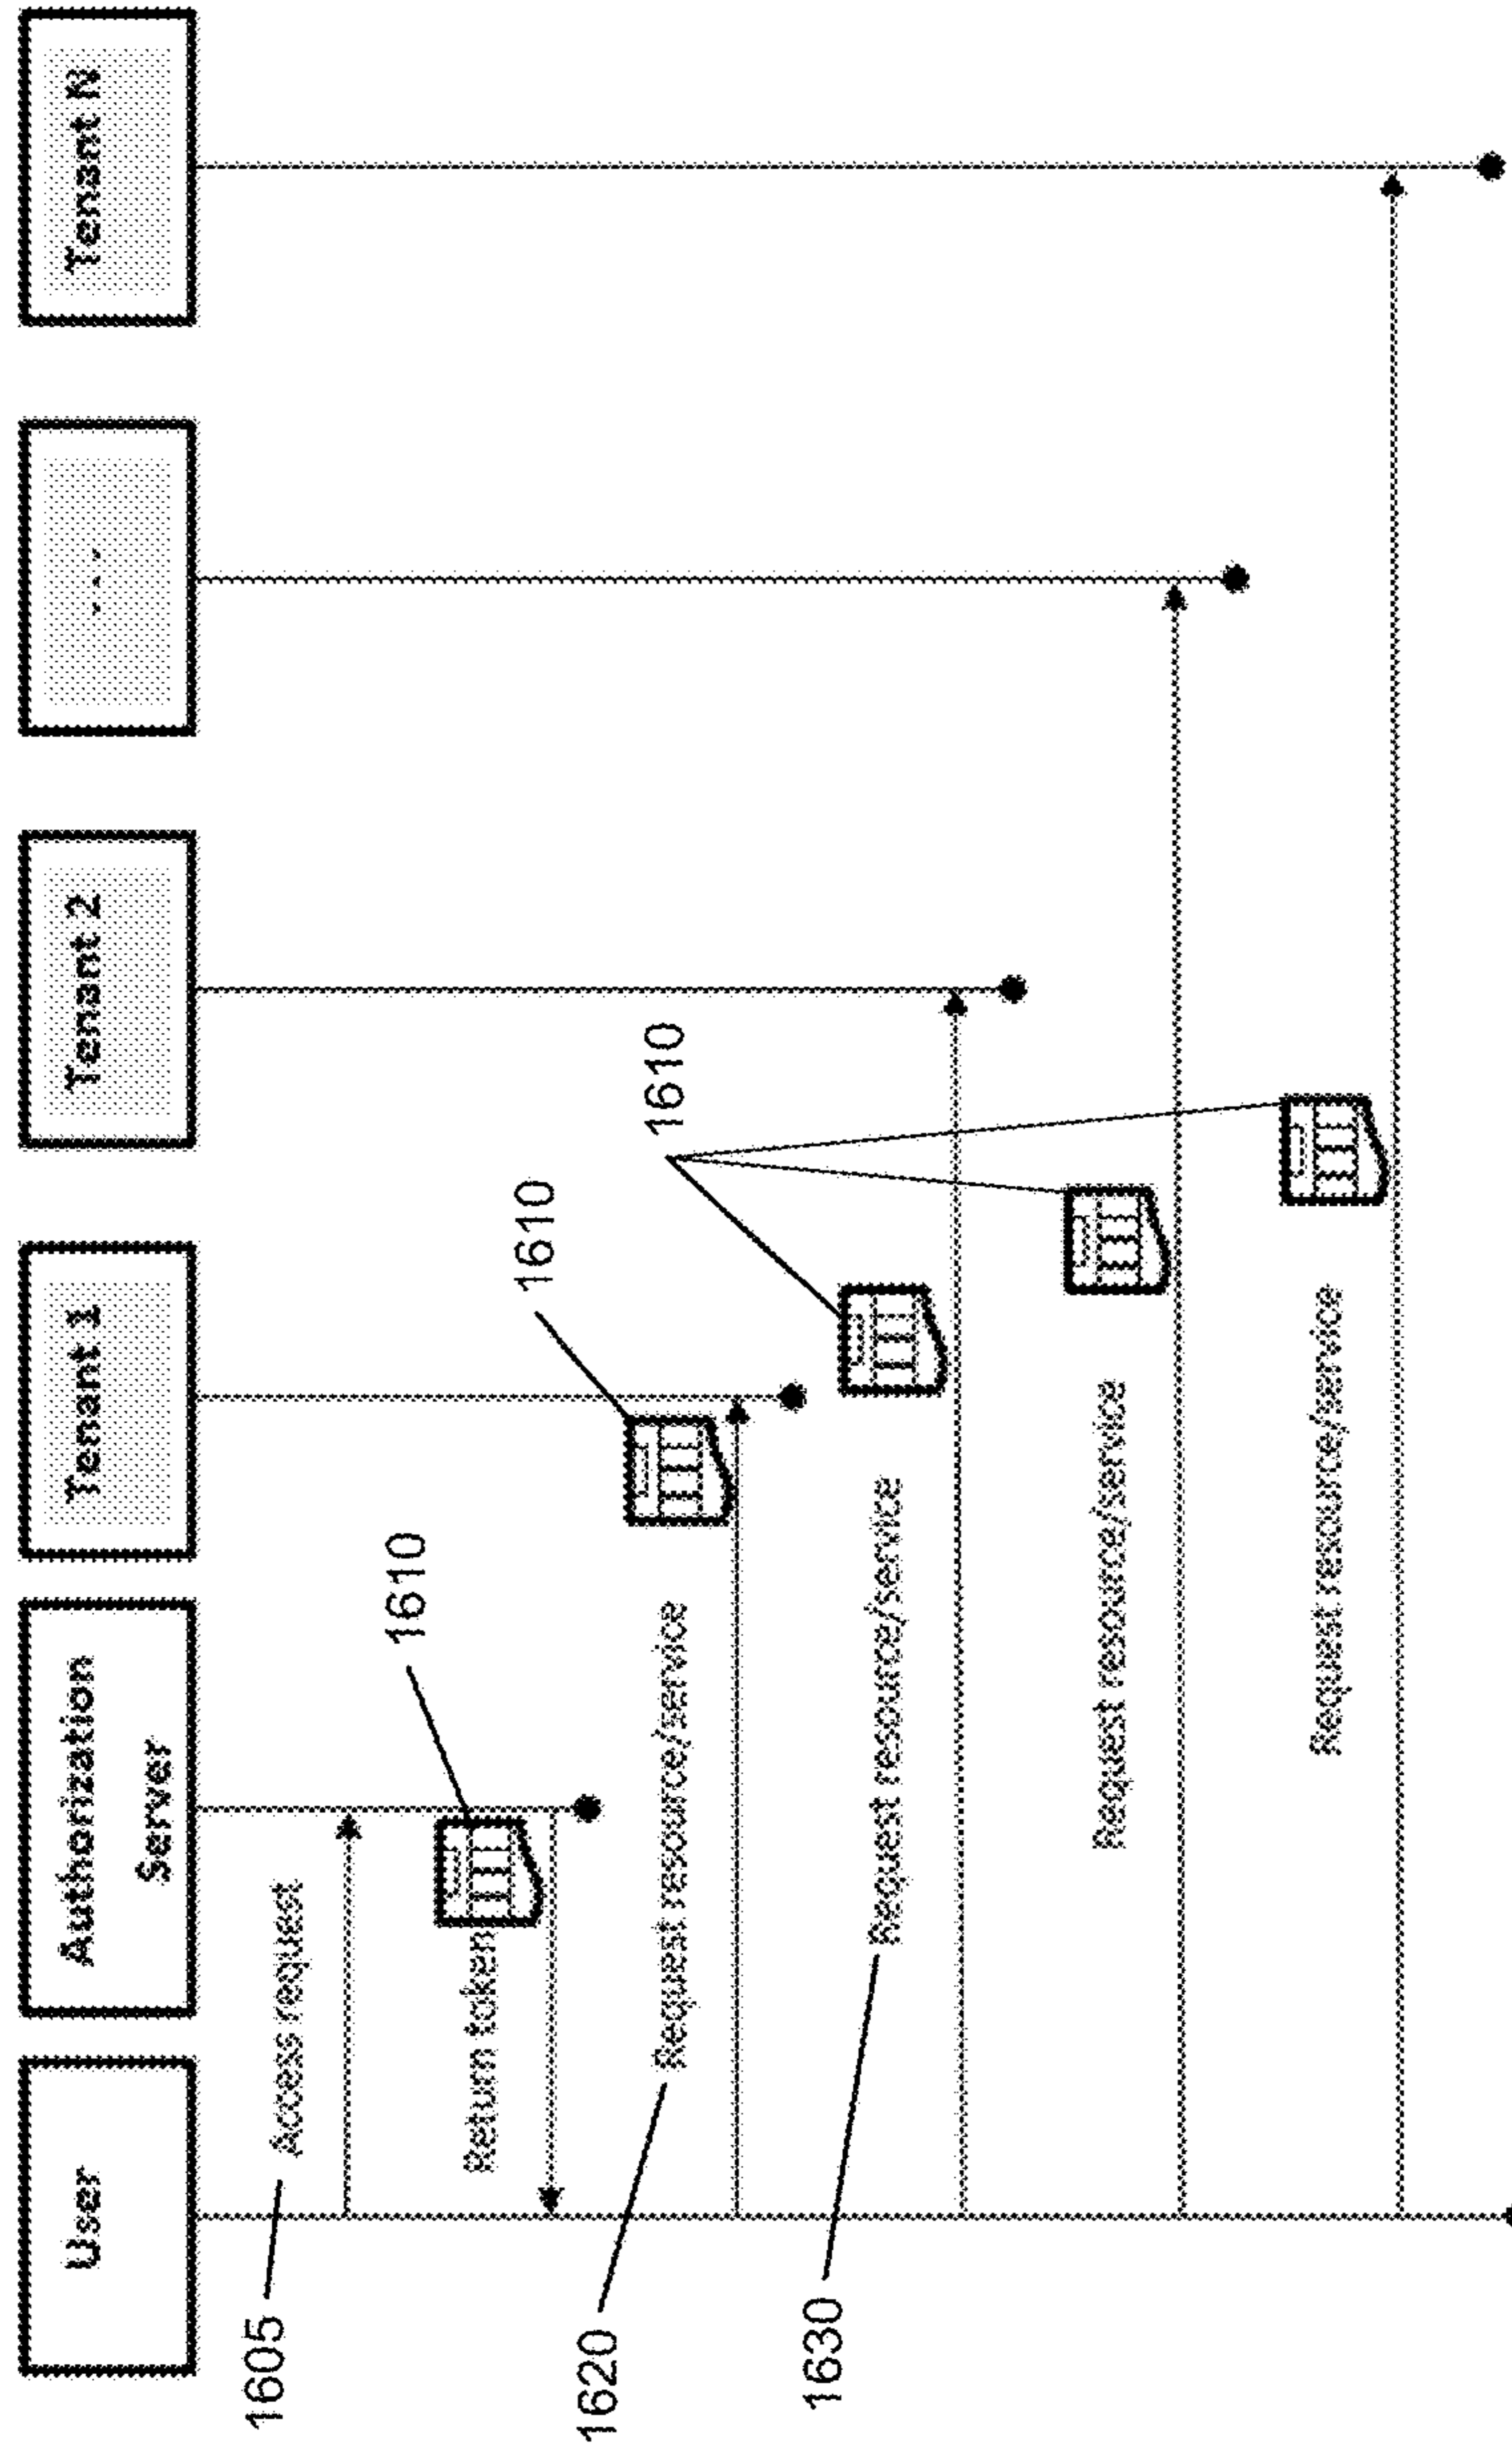 User
Authorization
Server
Tenant 1
Tenant 2
...
Tenant N
1605
Access request
Return token
1610
1620
Request resource/service
1610
1630
Request resource/service
1610
Request resource/service
Request resource/service